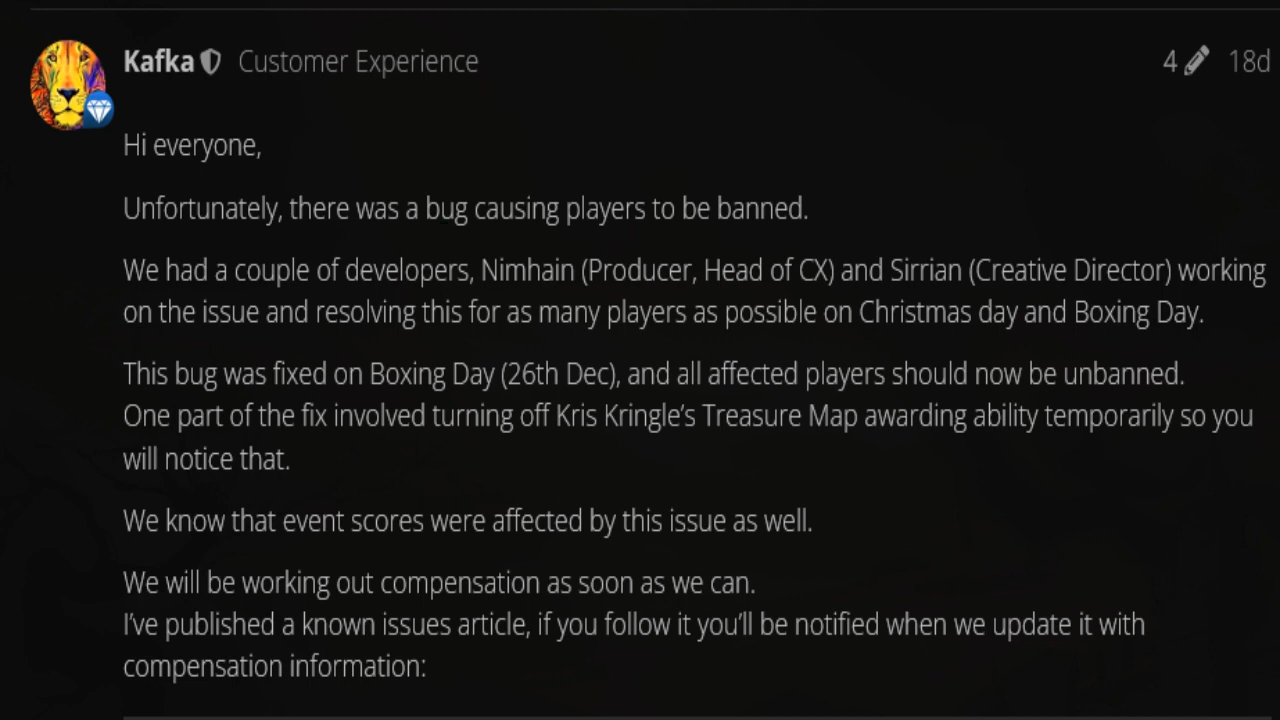 Kafka Customer Experience 4 18d
Hi everyone,
Unfortunately, there was a bug causing players to be banned.
We had a couple of developers, Nimhain (Producer, Head of CX) and Sirrian (Creative Director) working
on the issue and resolving this for as many players as possible on Christmas day and Boxing Day.
This bug was fixed on Boxing Day (26th Dec), and all affected players should now be unbanned.
One part of the fix involved turning off Kris Kringle’s Treasure Map awarding ability temporarily so you
will notice that.
We know that event scores were affected by this issue as well.
We will be working out compensation as soon as we can.
I’ve published a known issues article, if you follow it you’ll be notified when we update it with
compensation information: